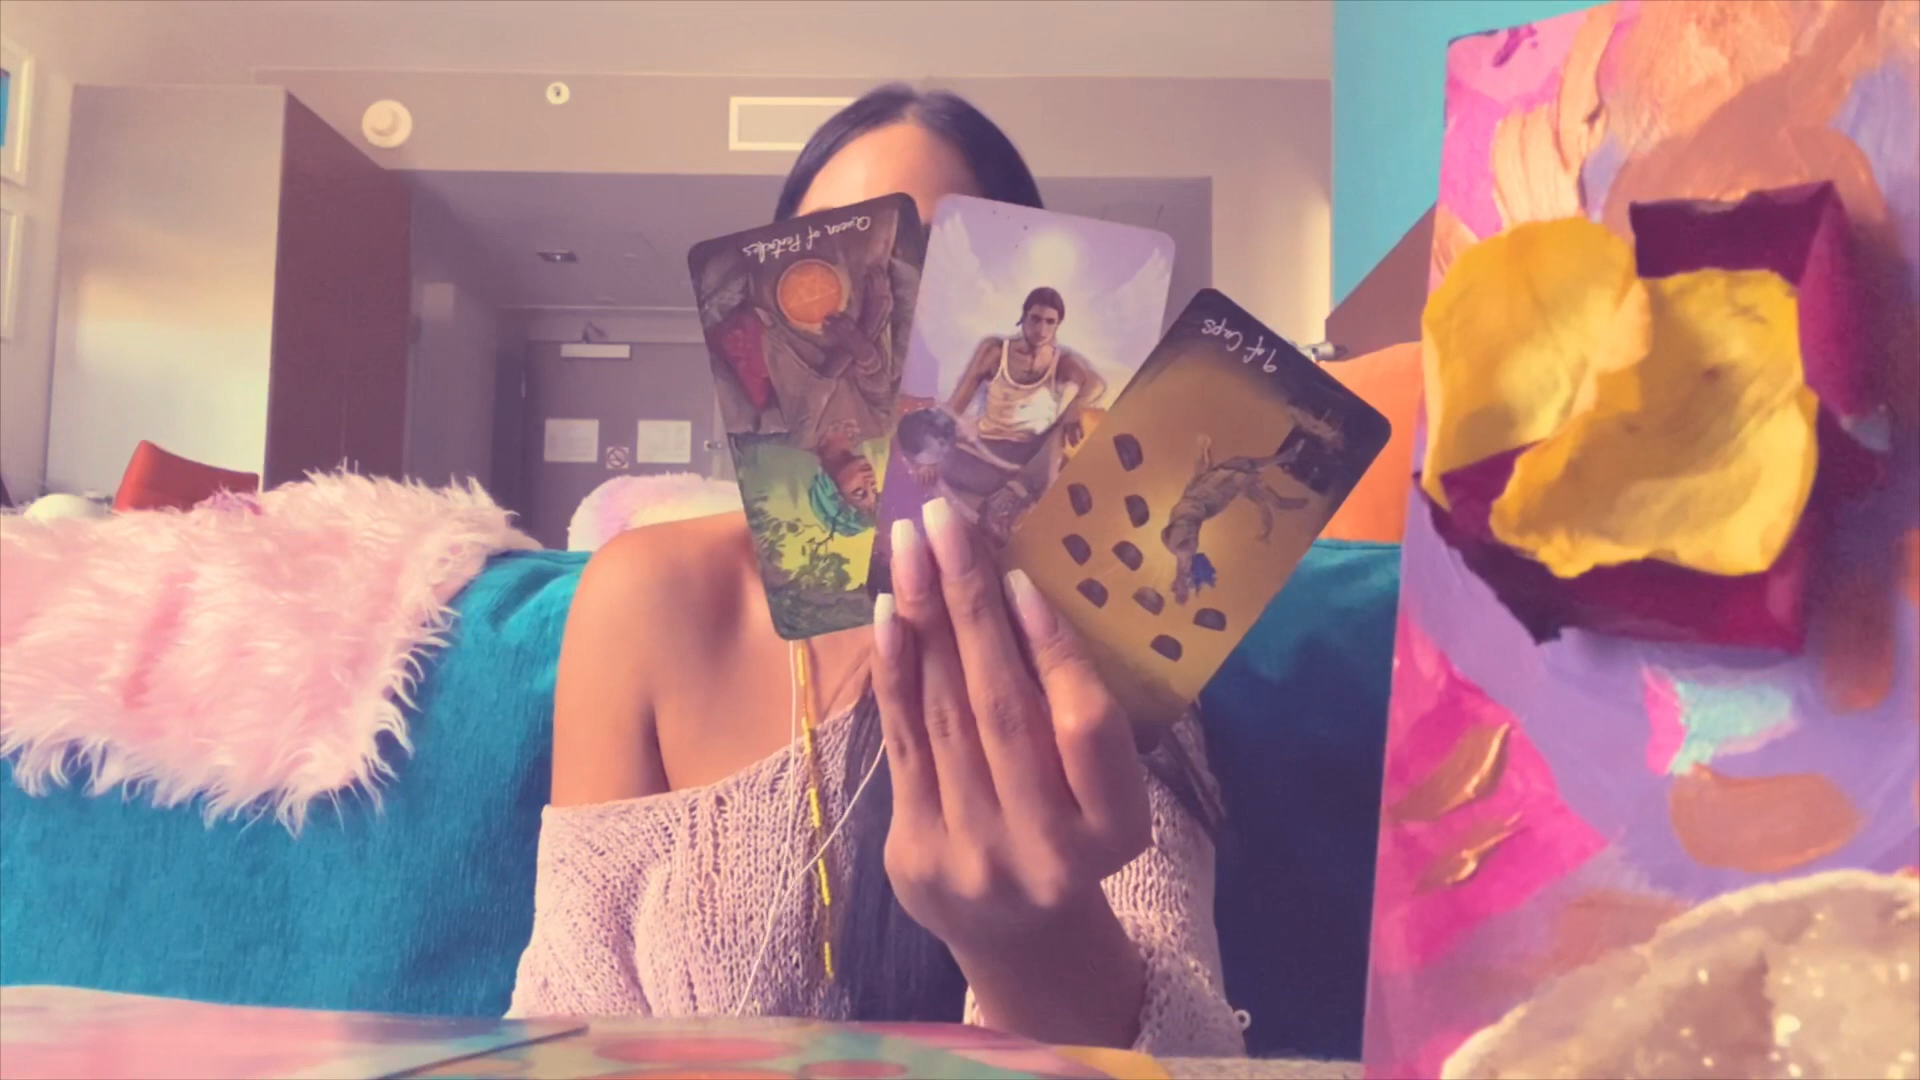 Queen of Pentacles
9 of Cups